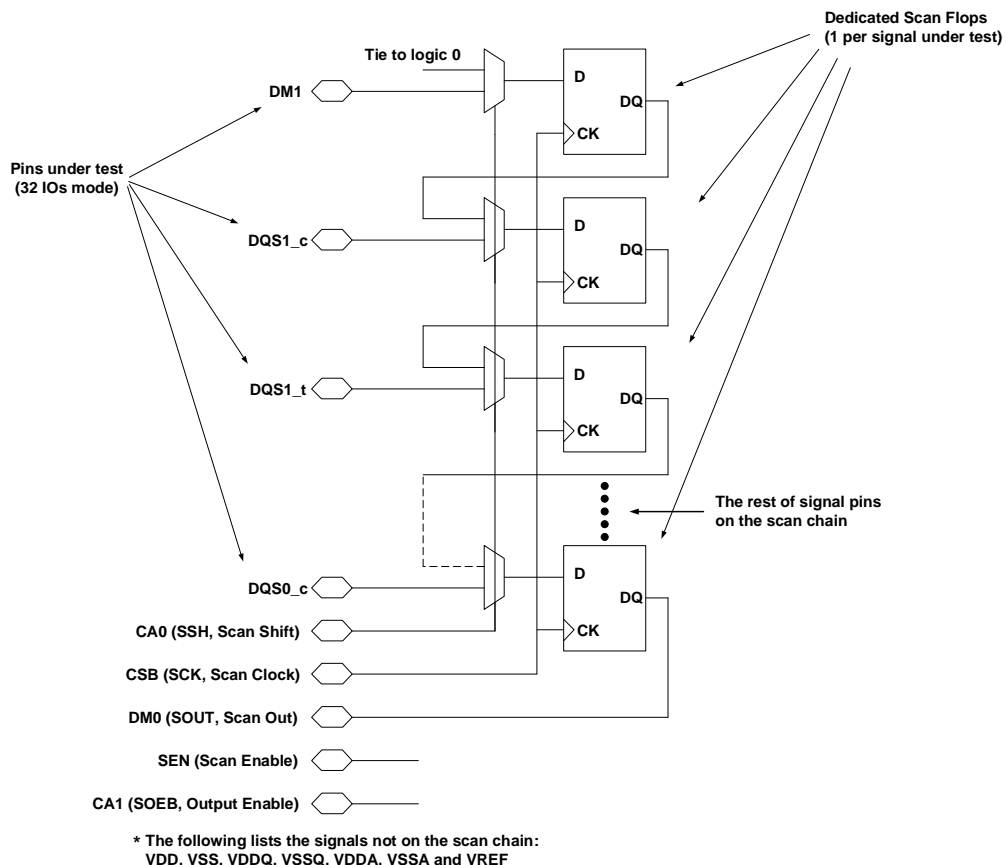 Dedicated Scan Flops
(1 per signal under test)
Tie to logic 0
DM1
D
DQ
CK
Pins under test
(32 IOs mode)
DQS1_c
D
DQ
CK
DQS1_t
D
DQ
CK
The rest of signal pins
on the scan chain
DQS0_c
D
DQ
CK
CA0 (SSH, Scan Shift)
CSB (SCK, Scan Clock)
DM0 (SOUT, Scan Out)
SEN (Scan Enable)
CA1 (SOEB, Output Enable)
* The following lists the signals not on the scan chain:
VDD, VSS, VDDQ, VSSQ, VDDA, VSSA and VREF